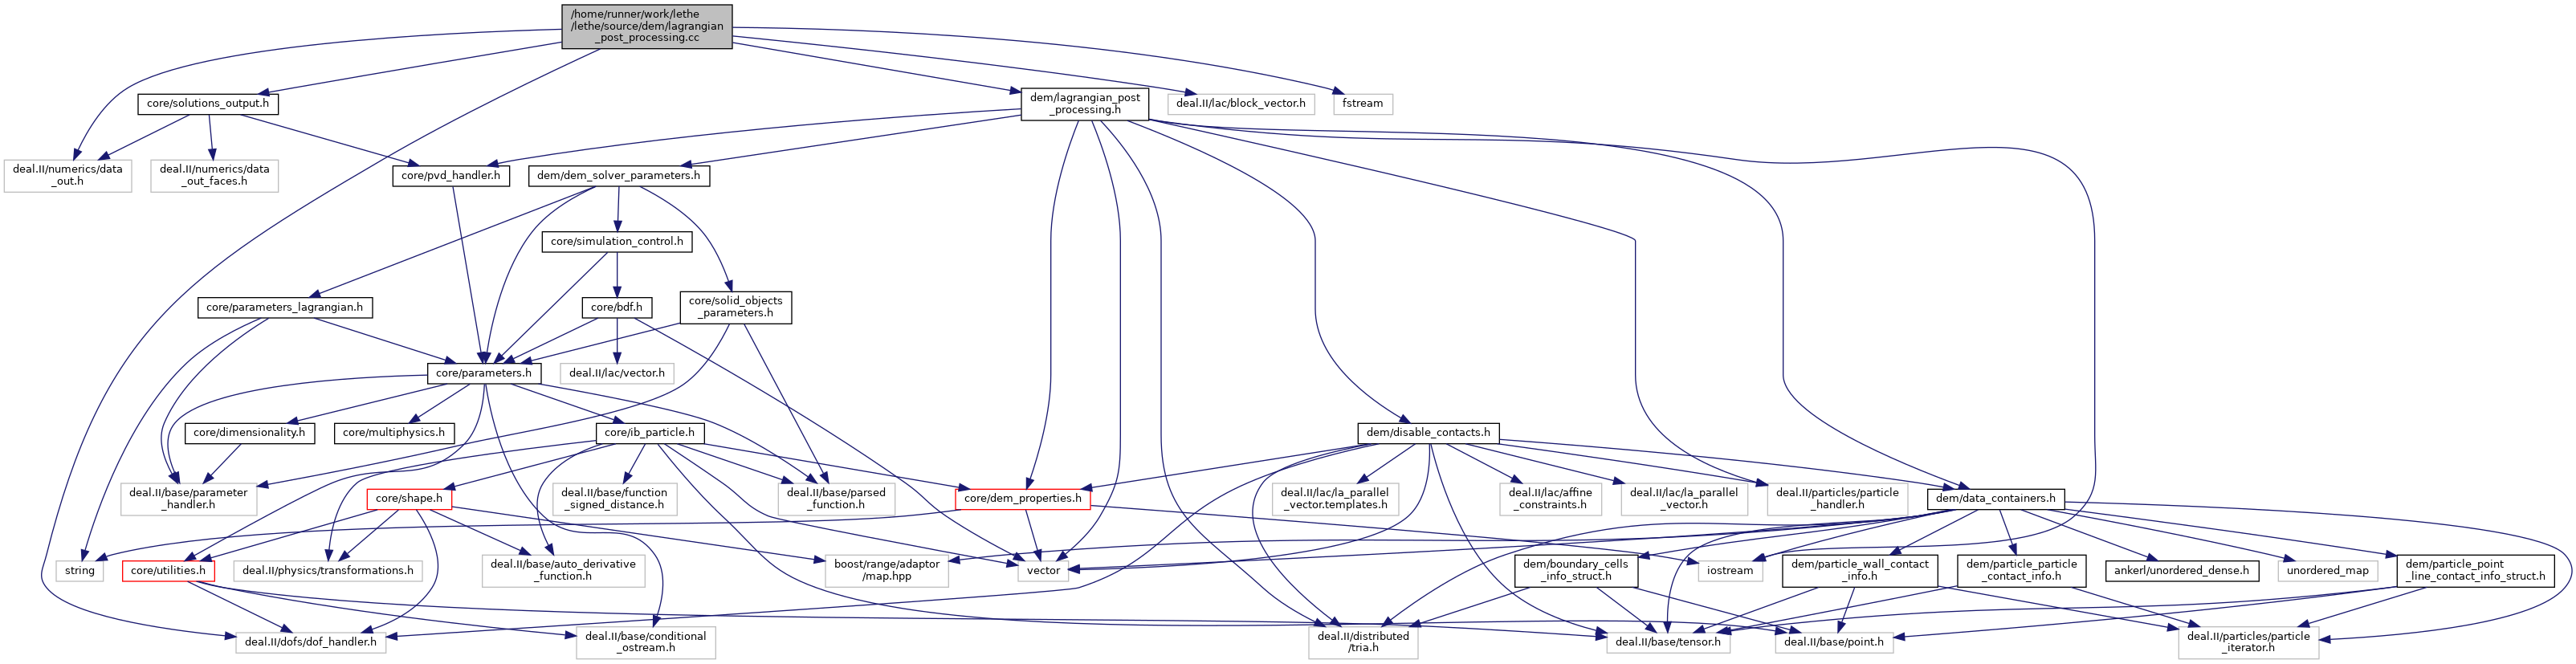 /home/runner/work/lethe
/lethe/source/dem/lagrangian
_post_processing.cc
core/solutions_output.h
dem/lagrangian_post
_processing.h
deal.II/lac/block_vector.h
fstream
deal.II/numerics/data
_out.h
deal.II/numerics/data
_out_faces.h
core/pvd_handler.h
dem/dem_solver_parameters.h
core/simulation_control.h
core/parameters_lagrangian.h
core/bdf.h
core/solid_objects
_parameters.h
core/parameters.h
deal.II/lac/vector.h
core/dimensionality.h
core/multiphysics.h
core/ib_particle.h
dem/disable_contacts.h
deal.II/base/parameter
_handler.h
core/shape.h
deal.II/base/function
_signed_distance.h
deal.II/base/parsed
_function.h
core/dem_properties.h
deal.II/lac/la_parallel
_vector.templates.h
deal.II/lac/affine
_constraints.h
deal.II/lac/la_parallel
_vector.h
deal.II/particles/particle
_handler.h
dem/data_containers.h
string
core/utilities.h
deal.II/physics/transformations.h
deal.II/base/auto_derivative
_function.h
boost/range/adaptor
/map.hpp
vector
dem/boundary_cells
_info_struct.h
iostream
dem/particle_wall_contact
_info.h
dem/particle_particle
_contact_info.h
ankerl/unordered_dense.h
unordered_map
dem/particle_point
_line_contact_info_struct.h
deal.II/dofs/dof_handler.h
deal.II/base/conditional
_ostream.h
deal.II/distributed
/tria.h
deal.II/base/tensor.h
deal.II/base/point.h
deal.II/particles/particle
_iterator.h